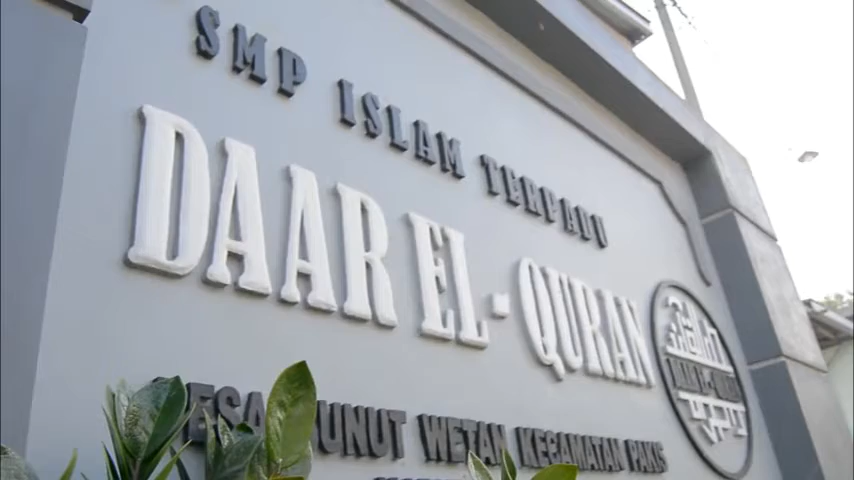 SMP ISLAM TERPADU
DAAR EL-QURAN
WETAN KECAMATAN PAKIS